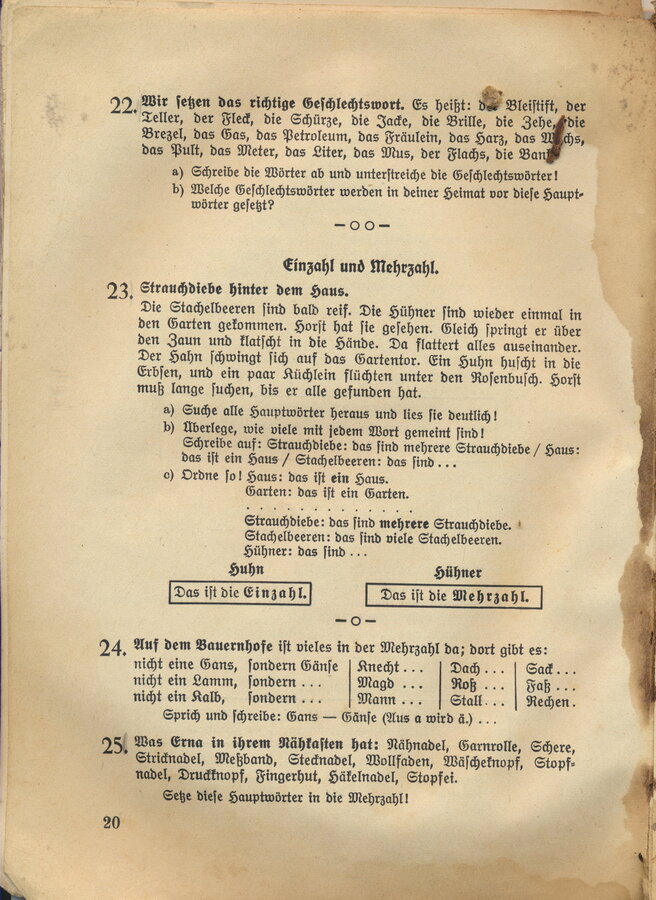 22. Wir setzen das richtige Geschlechtswort. Es heißt: der Bleistift, der
Teller, der Fleck, die Schürze, die Jacke, die Brille, die Zehe, die
Brezel, das Gas, das Petroleum, das Fräulein, das Harz, das Wachs,
das Pult, das Meter, das Liter, das Mus, der Flachs, die Bank.
a) Schreibe die Wörter ab und unterstreiche die Geschlechtswörter!
b) Welche Geschlechtswörter werden in deiner Heimat vor diese Haupt-
wörter gesetzt?
Einzahl und Mehrzahl.
23. Strauchdiebe hinter dem Haus.
Die Stachelbeeren sind bald reif. Die Hühner sind wieder einmal in
den Garten gekommen. Horst hat sie gesehen. Gleich springt er über
den Zaun und klatscht in die Hände. Da flattert alles auseinander.
Der Hahn schwingt sich auf das Gartentor. Ein Huhn huscht in die
Erbsen, und ein paar Küchlein flüchten unter den Rosenbusch. Horst
muß lange suchen, bis er alle gefunden hat.
a) Suche alle Hauptwörter heraus und lies sie deutlich!
b) Überlege, wie viele mit jedem Wort gemeint sind!
Schreibe auf: Strauchdiebe: das sind mehrere Strauchdiebe / Haus:
das ist ein Haus / Stachelbeeren: das sind ...
c) Ordne so! Haus: das ist ein Haus.
Garten: das ist ein Garten.
. . . . . . . . . . . . .
Strauchdiebe: das sind mehrere Strauchdiebe.
Stachelbeeren: das sind viele Stachelbeeren.
Hühner: das sind ...
Huhn Hühner
Das ist die Einzahl. Das ist die Mehrzahl.
24. Auf dem Bauernhofe ist vieles in der Mehrzahl da; dort gibt es:
nicht eine Gans, sondern Gänse | Knecht ... | Dach ... | Sack ...
nicht ein Lamm, sondern ... | Magd ... | Roß ... | Faß ...
nicht ein Kalb, sondern ... | Mann ... | Stall ... | Rechen.
Sprich und schreibe: Gans — Gänse (Aus a wird ä.) ...
25. Was Erna in ihrem Nähkasten hat: Nähnadel, Garnrolle, Schere,
Stricknadel, Meßband, Stecknadel, Wollfaden, Wäscheknopf, Stopf-
nadel, Druckknopf, Fingerhut, Häkelnadel, Stopfei.
Setze diese Hauptwörter in die Mehrzahl!
20